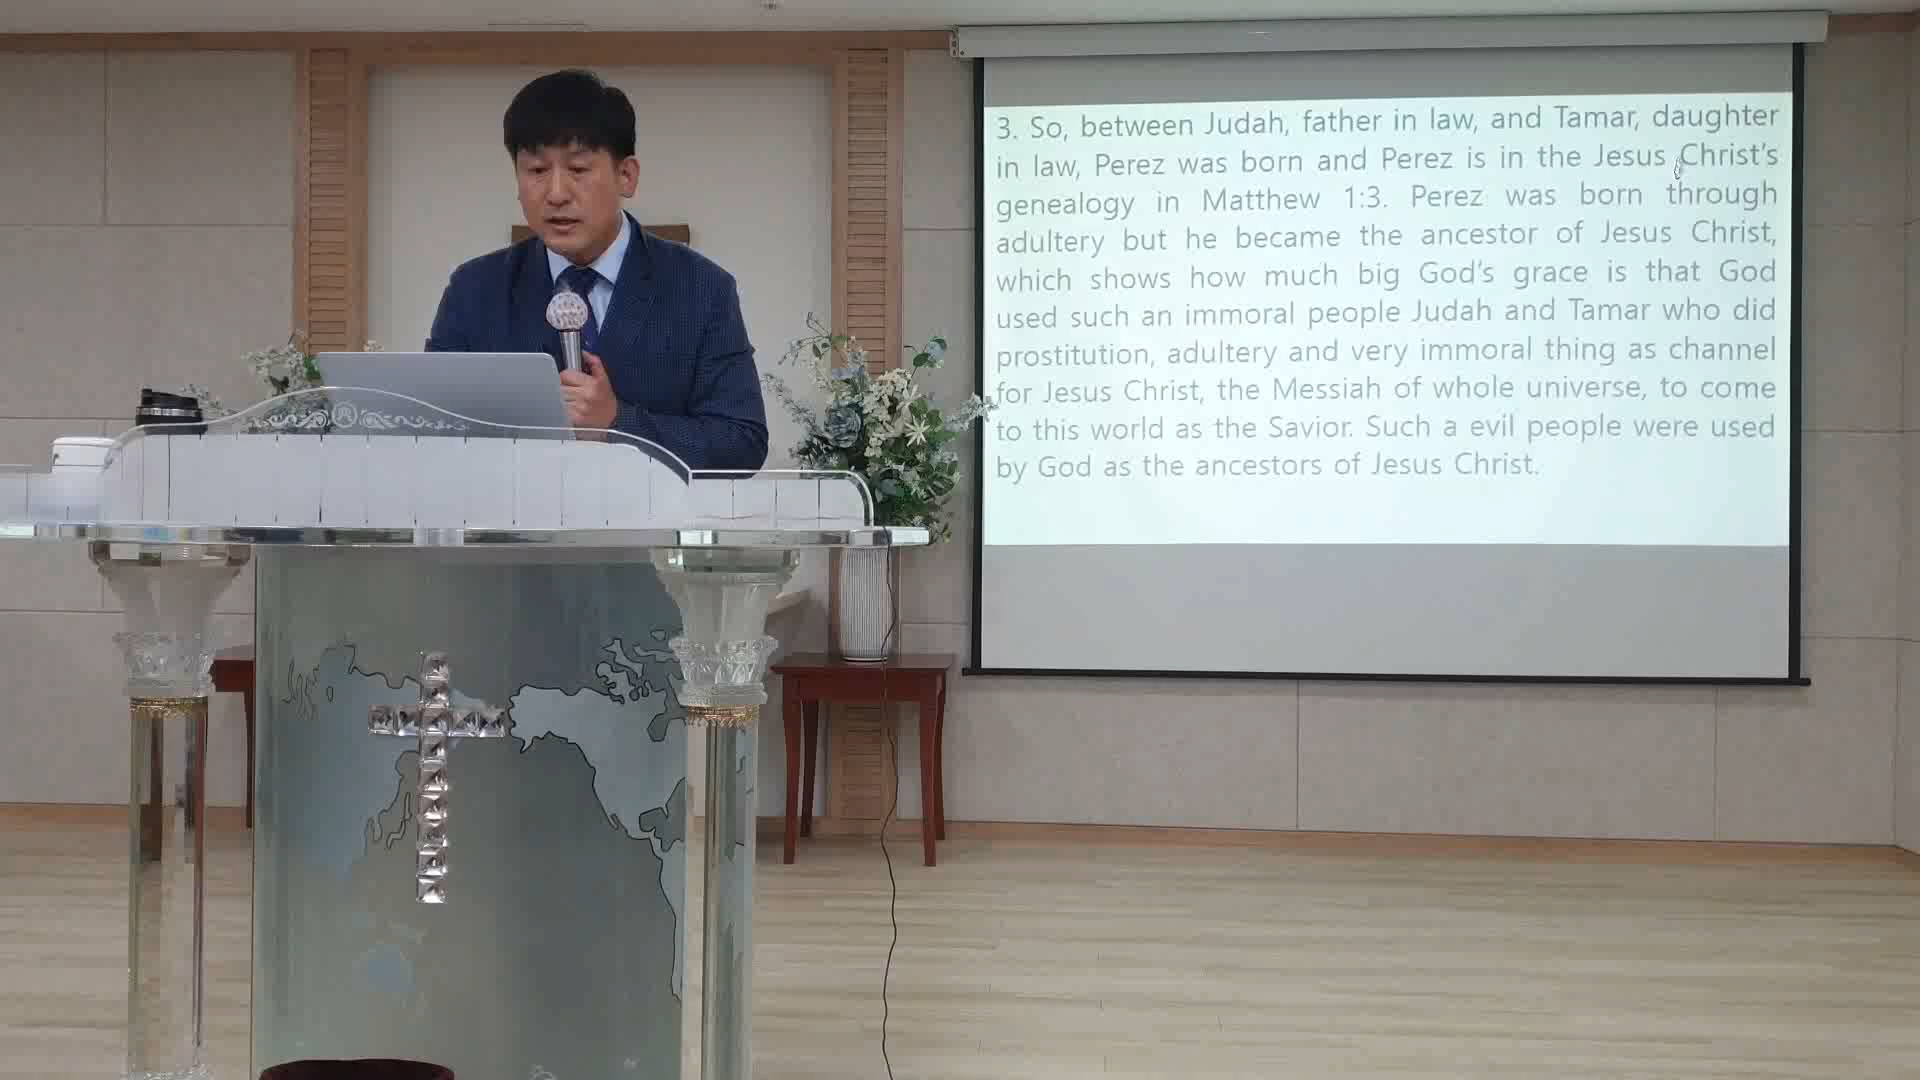 3. So, between Judah, father in law, and Tamar, daughter
in law, Perez was born and Perez is in the Jesus Christ’s
genealogy in Matthew 1:3. Perez was born through
adultery but he became the ancestor of Jesus Christ,
which shows how much big God’s grace is that God
used such an immoral people Judah and Tamar who did
prostitution, adultery and very immoral thing as channel
for Jesus Christ, the Messiah of whole universe, to come
to this world as the Savior. Such a evil people were used
by God as the ancestors of Jesus Christ.